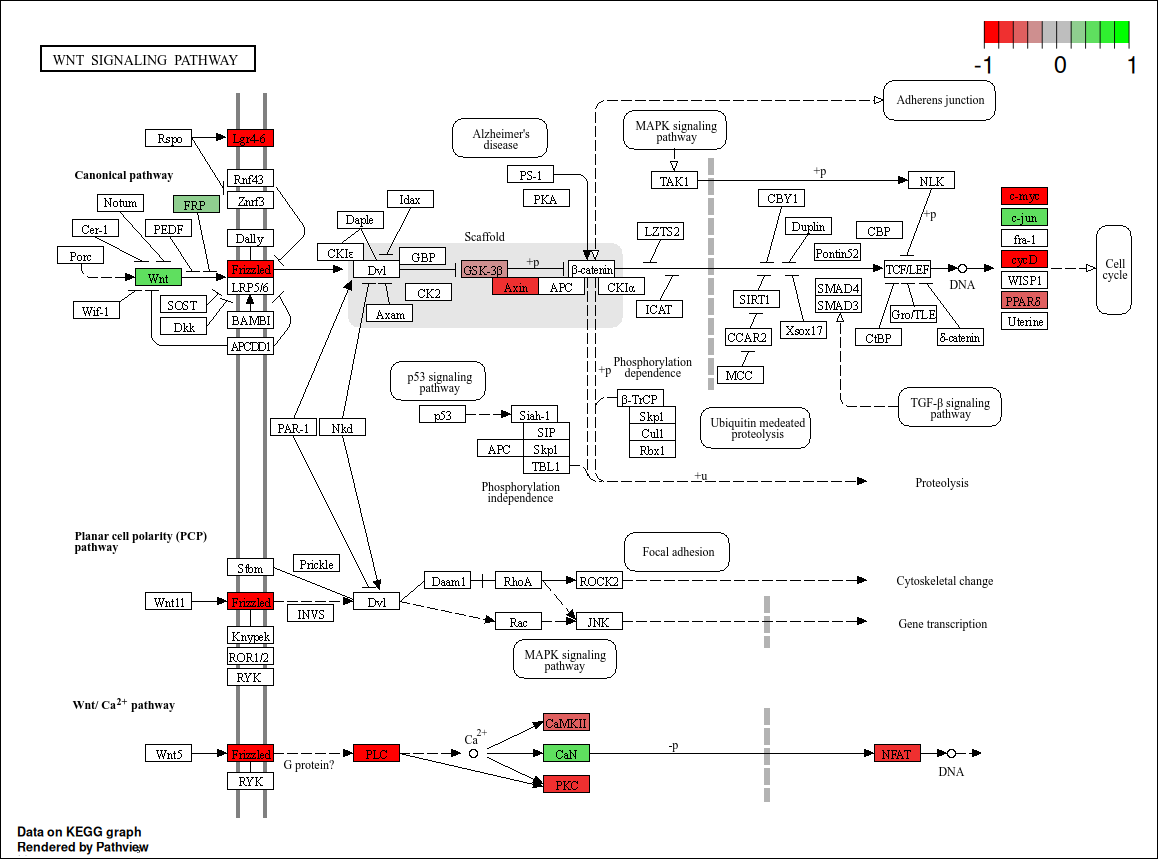 WNT SIGNALING PATHWAY
-1 0 1
Adherens junction
Rspo
Lgr4-6
Alzheimer's
disease
MAPK signaling
pathway
Canonical pathway
Rnf43
Znrf3
PS-1
PKA
TAK1
+p
NLK
Notum
FRP
Idax
CBY1
c-myc
Cer-1
PEDF
Dally
Daple
LZTS2
Duplin
CBP
+p
c-jun
Porc
Scaffold
fra-1
CKIε
GBP
Pontin52
cycD
Wnt
Frizzled
Dvl
GSK-3β
+p
β-catenin
TCF/LEF
DNA
Cell
cycle
LRP5/6
Axin
APC
CKIα
WISP1
SOST
CK2
SIRT1
SMAD4
SMAD3
PPARδ
Wif-1
Dkk
BAMBI
Axam
ICAT
Gro/TLE
Uterine
APCDD1
CCAR2
Xsox17
CtBP
δ-catenin
MCC
p53 signaling
pathway
+p
Phosphorylation
dependence
β-TrCP
TGF-β signaling
pathway
PAR-1
Nkd
p53
Siah-1
Skp1
Ubiquitin medeated
proteolysis
SIP
Cul1
APC
Skp1
Rbx1
TBL1
+u
Proteolysis
Phosphorylation
independence
Planar cell polarity (PCP)
pathway
Focal adhesion
Stbm
Prickle
Daam1
RhoA
ROCK2
Cytoskeletal change
Wnt11
Frizzled
INVS
Dvl
Rac
JNK
Gene transcription
Knypek
ROR1/2
RYK
MAPK signaling
pathway
Wnt/ Ca2+ pathway
CaMKII
Wnt5
Frizzled
G protein?
PLC
Ca2+
CaN
-p
NFAT
DNA
RYK
PKC
Data on KEGG graph
Rendered by Pathview